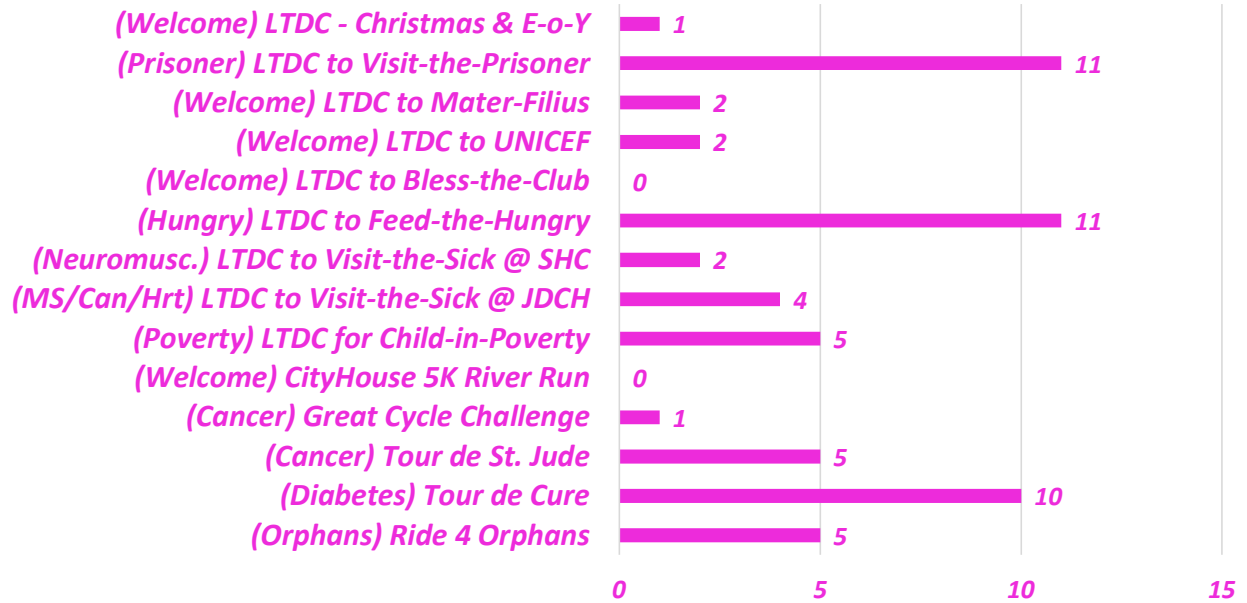 (Welcome) LTDC - Christmas & E-o-Y 1
(Prisoner) LTDC to Visit-the-Prisoner 11
(Welcome) LTDC to Mater-Filius 2
(Welcome) LTDC to UNICEF 2
(Welcome) LTDC to Bless-the-Club 0
(Hungry) LTDC to Feed-the-Hungry 11
(Neuromusc.) LTDC to Visit-the-Sick @ SHC 2
(MS/Can/Hrt) LTDC to Visit-the-Sick @ JDCH 4
(Poverty) LTDC for Child-in-Poverty 5
(Welcome) CityHouse 5K River Run 0
(Cancer) Great Cycle Challenge 1
(Cancer) Tour de St. Jude 5
(Diabetes) Tour de Cure 10
(Orphans) Ride 4 Orphans 5
0 5 10 15